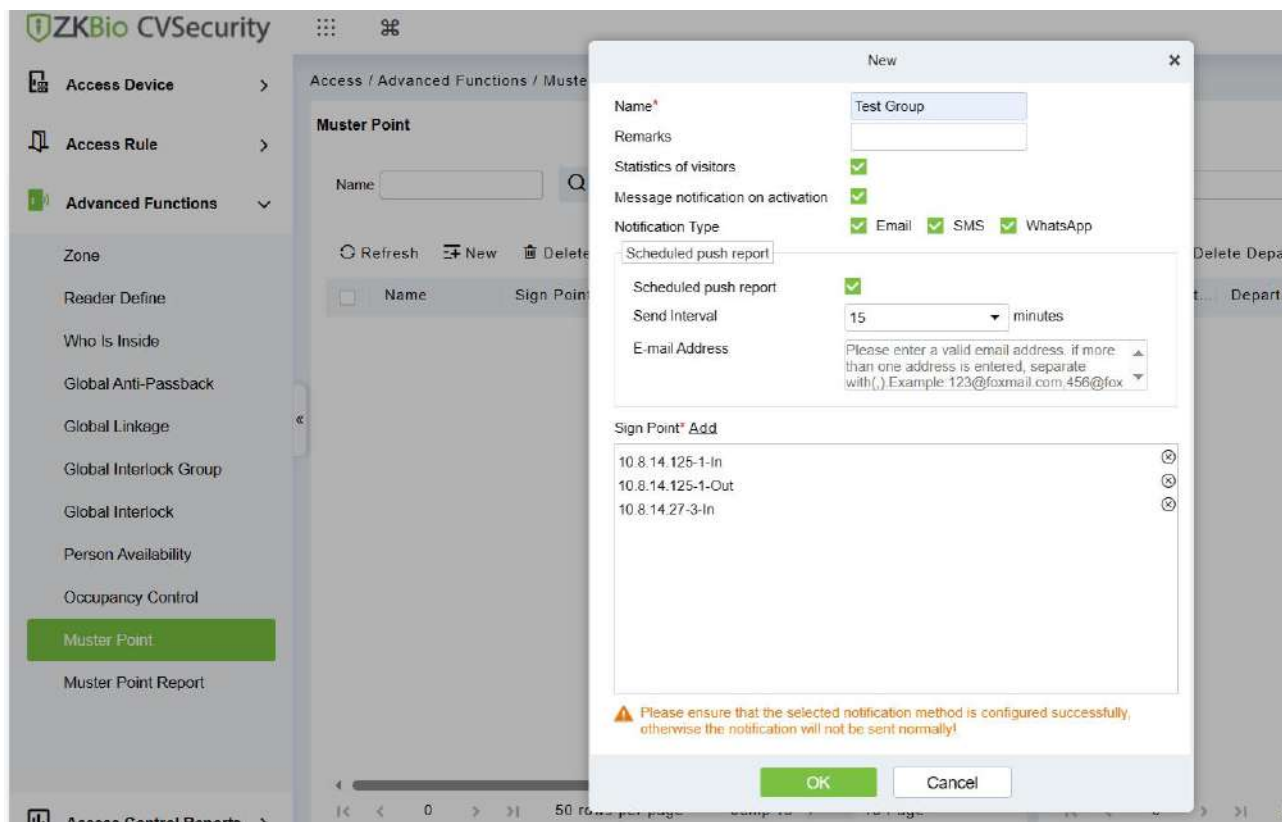 ZKBio CVSecurity
Access Device
Access Rule
Advanced Functions
Zone
Reader Define
Who Is Inside
Global Anti-Passback
Global Linkage
Global Interlock Group
Global Interlock
Person Availability
Occupancy Control
Muster Point
Muster Point Report
Access / Advanced Functions / Muste
Muster Point
Name
Refresh New Delete
Name Sign Poin
Delete Depa
t... Depart
0 50 rows per page
New
Name* Test Group
Remarks
Statistics of visitors
Message notification on activation
Notification Type Email SMS WhatsApp
Scheduled push report
Scheduled push report
Send Interval 15 minutes
E-mail Address
Please enter a valid email address. if more
than one address is entered, separate
with(,).Example:123@foxmail.com,456@fox
Sign Point* Add
10.8.14.125-1-In
10.8.14.125-1-Out
10.8.14.27-3-In
Please ensure that the selected notification method is configured successfully,
otherwise the notification will not be sent normally!
OK Cancel